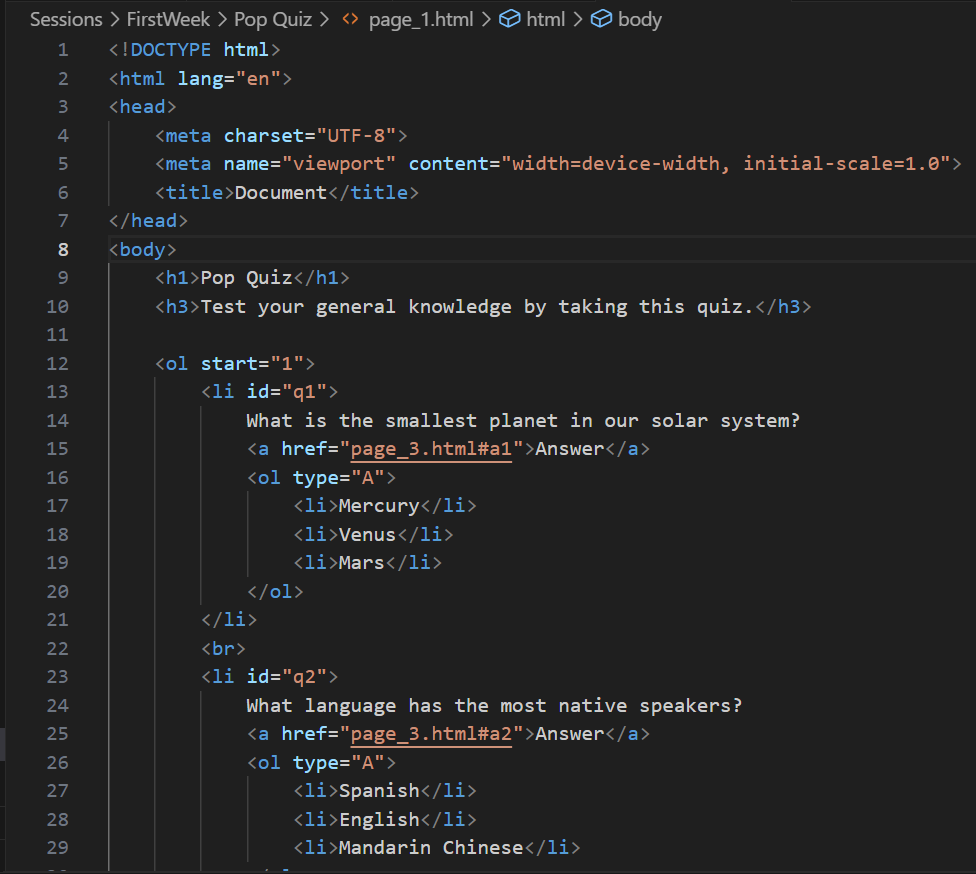 Sessions > FirstWeek > Pop Quiz > <> page_1.html > html > body
1 <!DOCTYPE html>
2 <html lang="en">
3 <head>
4 <meta charset="UTF-8">
5 <meta name="viewport" content="width=device-width, initial-scale=1.0">
6 <title>Document</title>
7 </head>
8 <body>
9 <h1>Pop Quiz</h1>
10 <h3>Test your general knowledge by taking this quiz.</h3>
11
12 <ol start="1">
13 <li id="q1">
14 What is the smallest planet in our solar system?
15 <a href="page_3.html#a1">Answer</a>
16 <ol type="A">
17 <li>Mercury</li>
18 <li>Venus</li>
19 <li>Mars</li>
20 </ol>
21 </li>
22 <br>
23 <li id="q2">
24 What language has the most native speakers?
25 <a href="page_3.html#a2">Answer</a>
26 <ol type="A">
27 <li>Spanish</li>
28 <li>English</li>
29 <li>Mandarin Chinese</li>